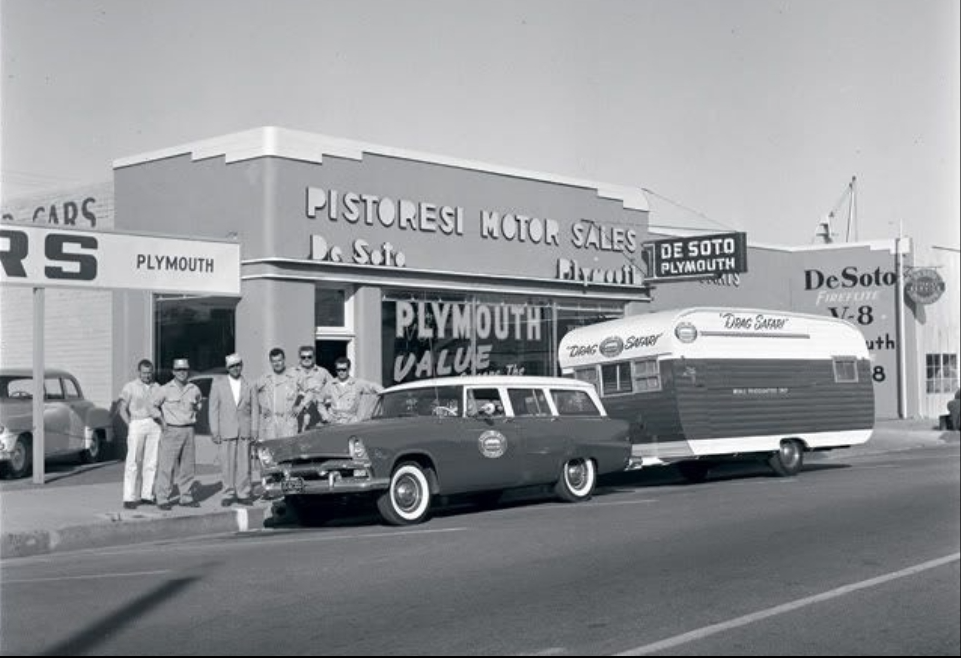 CARS
RS PLYMOUTH
PISTORESI MOTOR SALES
De Soto Plymouth
DE SOTO
PLYMOUTH
PLYMOUTH
VALUE
"DRAG SAFARI"
"DRAG SAFARI"
DeSoto
FIREFLITE
V-8
uth
8